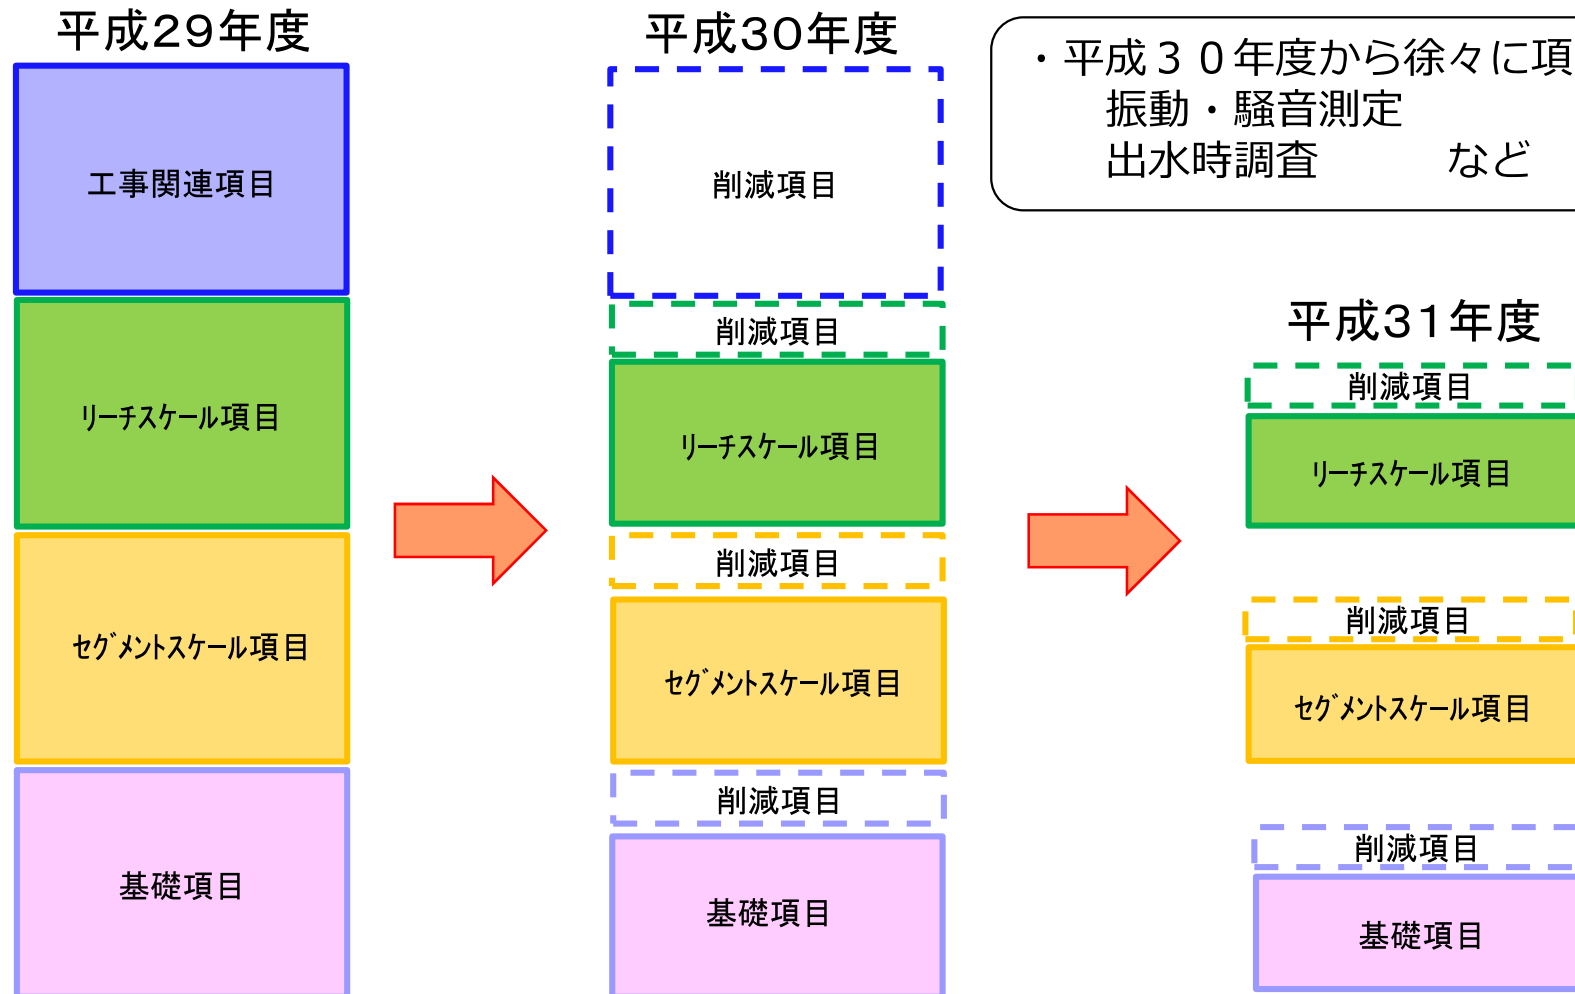 平成29年度
工事関連項目
リーチスケール項目
セグメントスケール項目
基礎項目
平成30年度
削減項目
削減項目
リーチスケール項目
削減項目
セグメントスケール項目
削減項目
基礎項目
・平成３０年度から徐々に項
振動・騒音測定
出水時調査　　　など
平成31年度
削減項目
リーチスケール項目
削減項目
セグメントスケール項目
削減項目
基礎項目